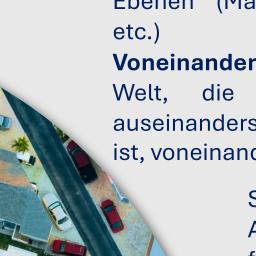 Ebenen (Ma
etc.)
Voneinander
Welt, die
auseinanders
ist, voneinand
S
A